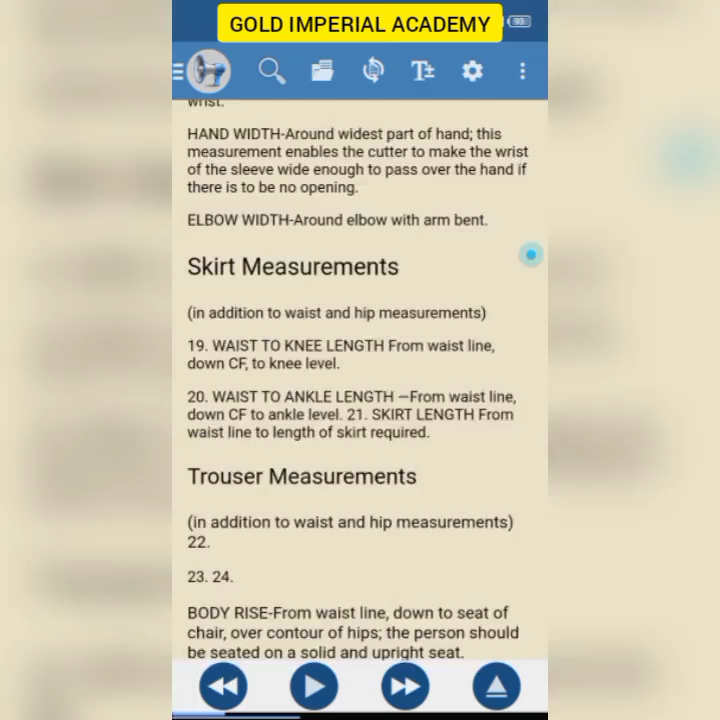 GOLD IMPERIAL ACADEMY
93
T±
wrist.
HAND WIDTH-Around widest part of hand; this
measurement enables the cutter to make the wrist
of the sleeve wide enough to pass over the hand if
there is to be no opening.
ELBOW WIDTH-Around elbow with arm bent.
Skirt Measurements
(in addition to waist and hip measurements)
19. WAIST TO KNEE LENGTH From waist line,
down CF, to knee level.
20. WAIST TO ANKLE LENGTH —From waist line,
down CF to ankle level. 21. SKIRT LENGTH From
waist line to length of skirt required.
Trouser Measurements
(in addition to waist and hip measurements)
22.
23. 24.
BODY RISE-From waist line, down to seat of
chair, over contour of hips; the person should
be seated on a solid and upright seat.